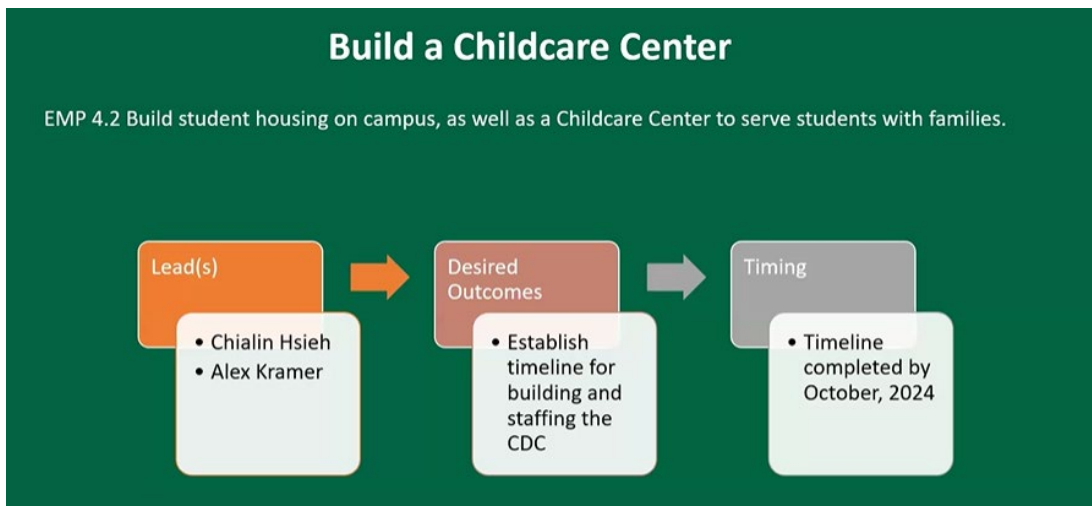 Build a Childcare Center
EMP 4.2 Build student housing on campus, as well as a Childcare Center to serve students with families.
Lead(s)
• Chialin Hsieh
• Alex Kramer
Desired
Outcomes
• Establish
timeline for
building and
staffing the
CDC
Timing
• Timeline
completed by
October, 2024